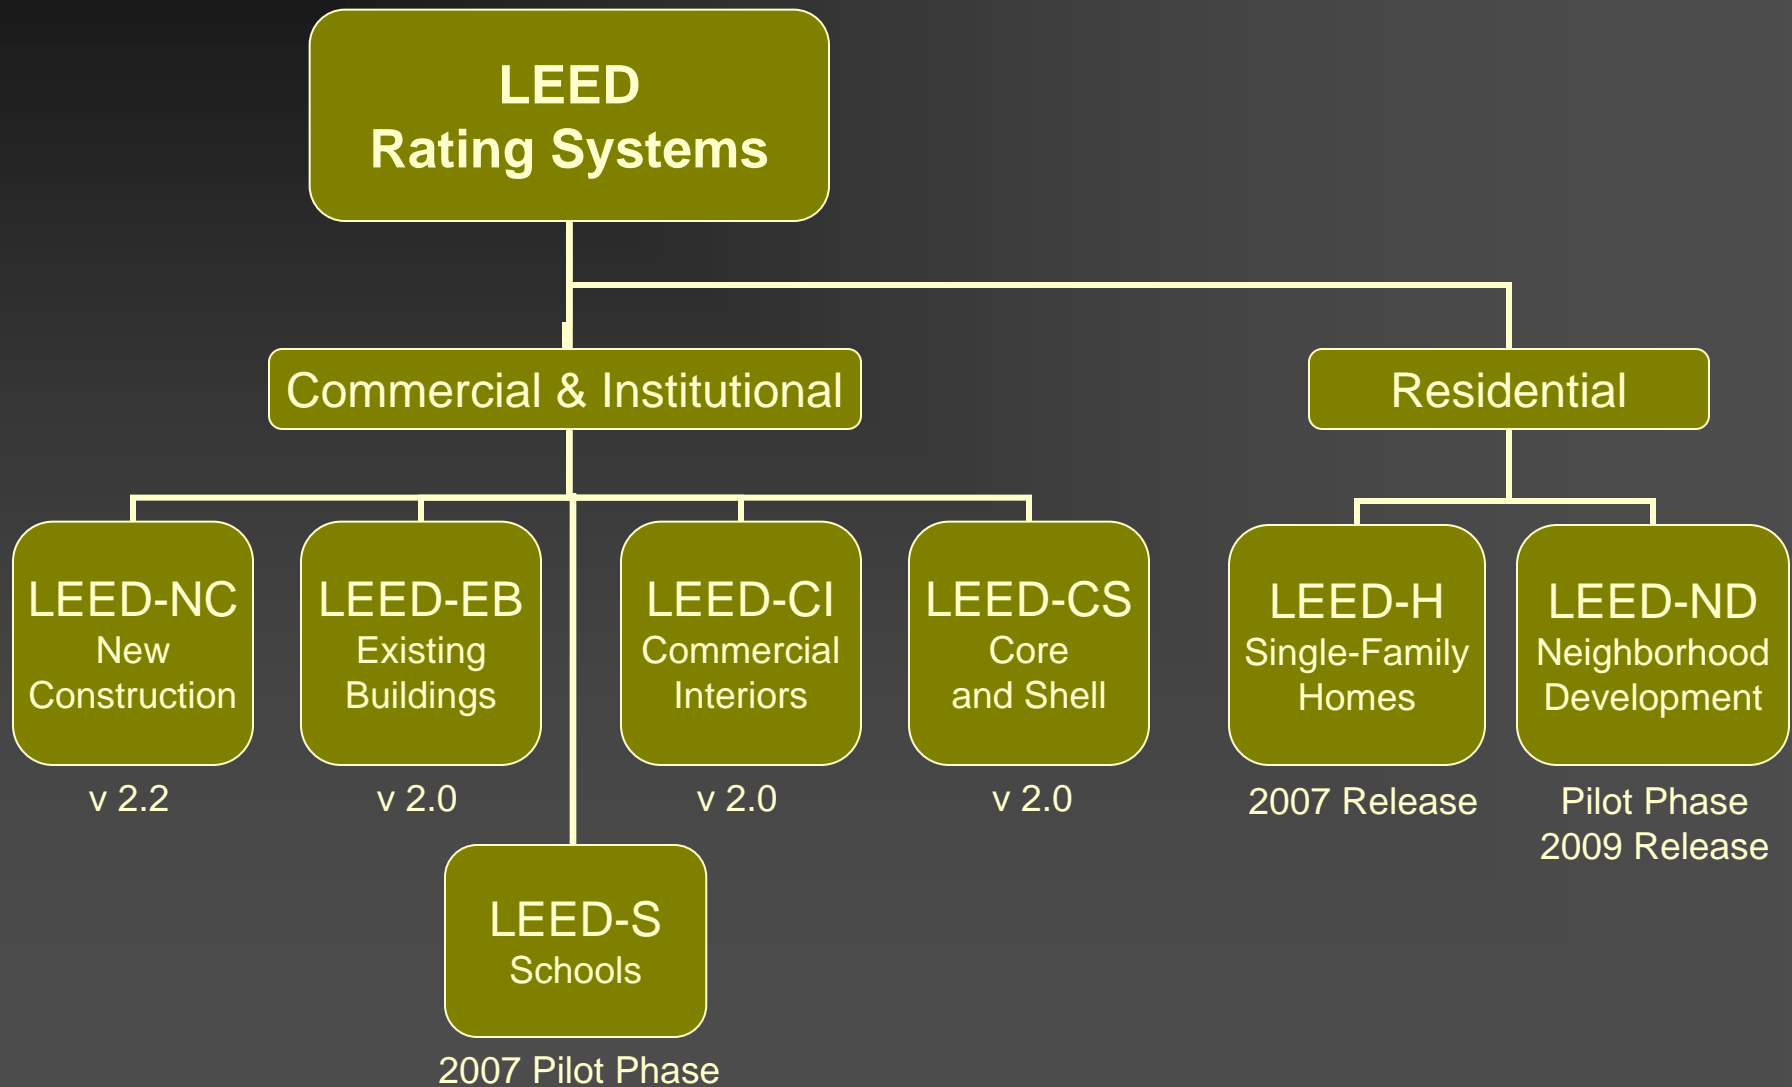 LEED
Rating Systems
Commercial & Institutional
Residential
LEED-NC
New
Construction
v 2.2
LEED-EB
Existing
Buildings
v 2.0
LEED-CI
Commercial
Interiors
v 2.0
LEED-CS
Core
and Shell
v 2.0
LEED-H
Single-Family
Homes
2007 Release
LEED-ND
Neighborhood
Development
Pilot Phase
2009 Release
LEED-S
Schools
2007 Pilot Phase